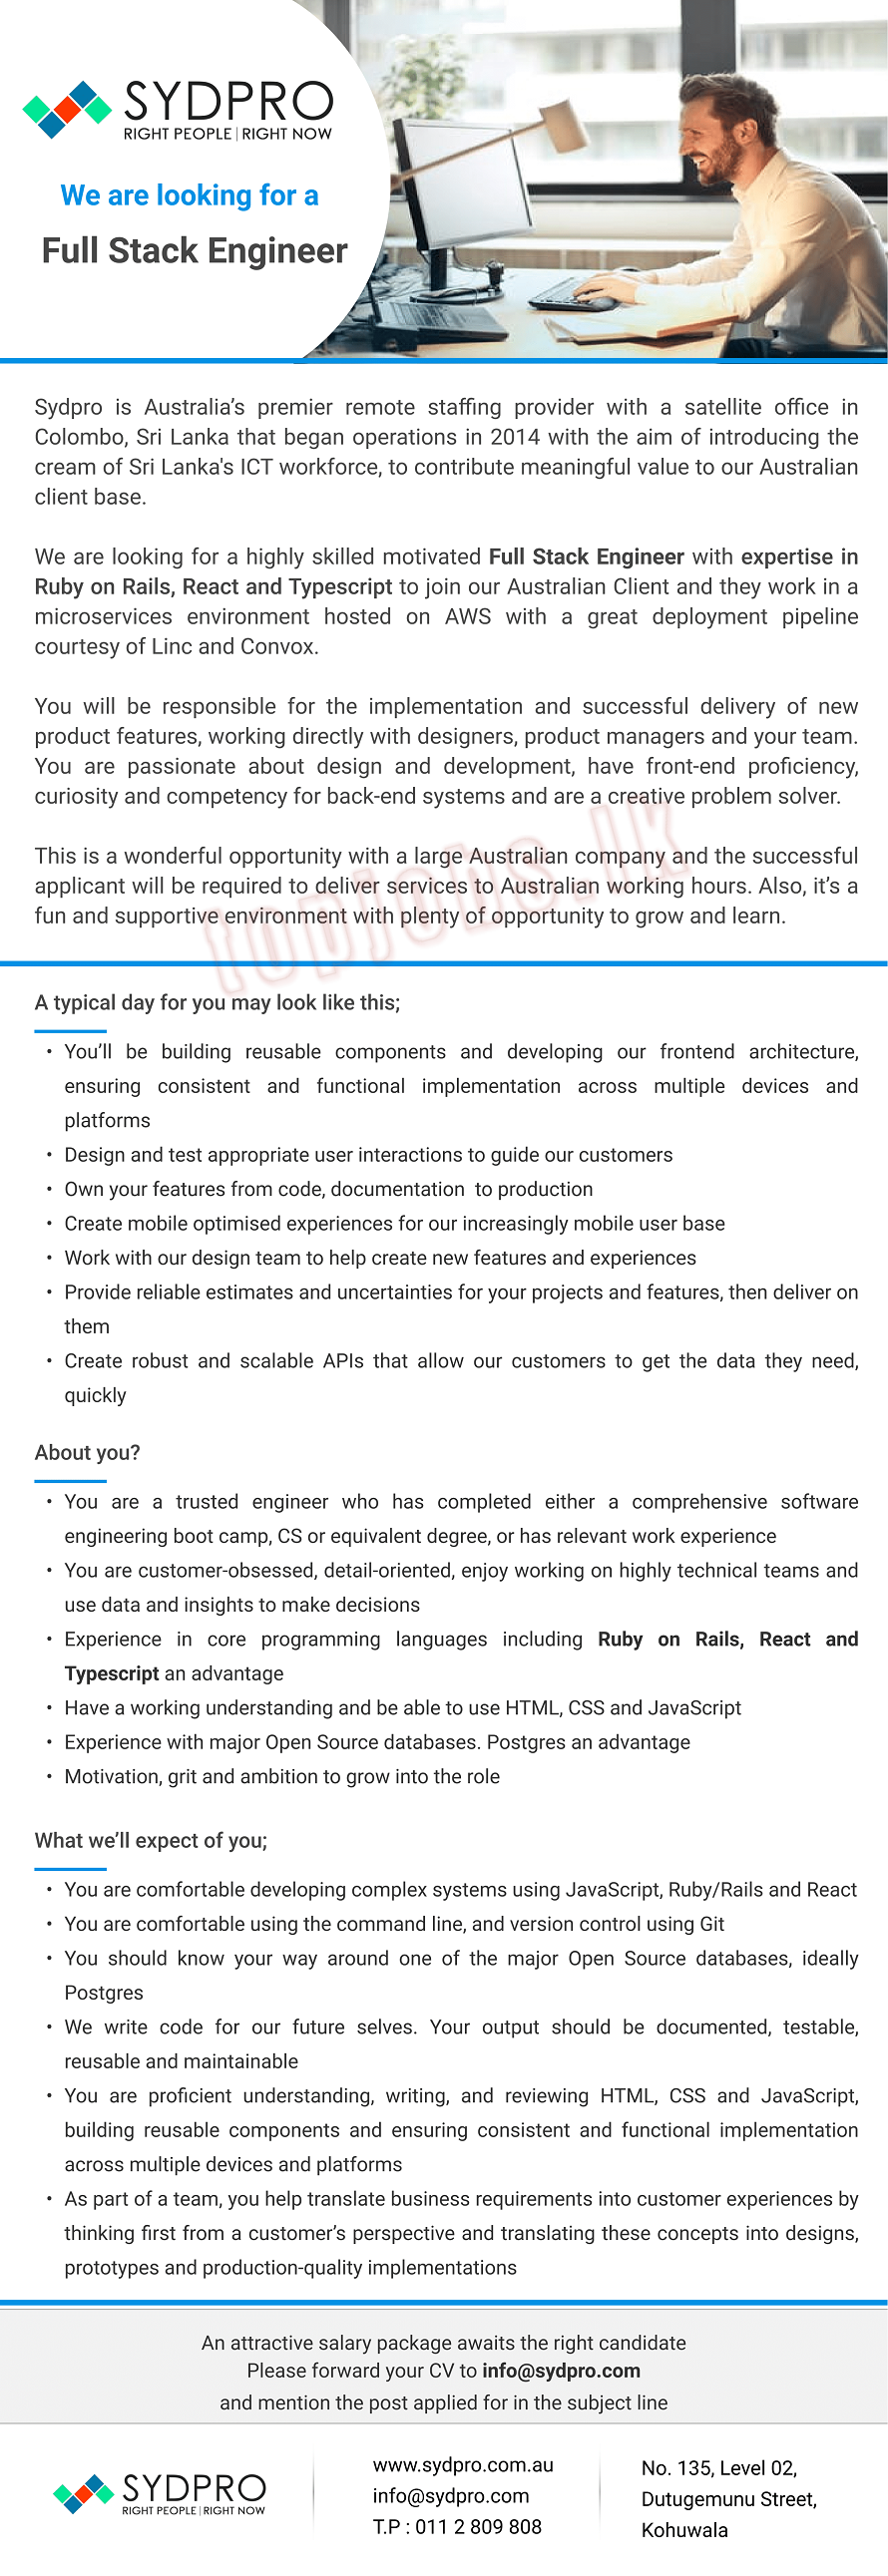 SYDPRO
RIGHT PEOPLE | RIGHT NOW
We are looking for a
Full Stack Engineer
Sydpro is Australia’s premier remote staffing provider with a satellite office in
Colombo, Sri Lanka that began operations in 2014 with the aim of introducing the
cream of Sri Lanka's ICT workforce, to contribute meaningful value to our Australian
client base.
We are looking for a highly skilled motivated Full Stack Engineer with expertise in
Ruby on Rails, React and Typescript to join our Australian Client and they work in a
microservices environment hosted on AWS with a great deployment pipeline
courtesy of Linc and Convox.
You will be responsible for the implementation and successful delivery of new
product features, working directly with designers, product managers and your team.
You are passionate about design and development, have front-end proficiency,
curiosity and competency for back-end systems and are a creative problem solver.
This is a wonderful opportunity with a large Australian company and the successful
applicant will be required to deliver services to Australian working hours. Also, it’s a
fun and supportive environment with plenty of opportunity to grow and learn.
topjobs.lk
A typical day for you may look like this;
• You’ll be building reusable components and developing our frontend architecture,
ensuring consistent and functional implementation across multiple devices and
platforms
• Design and test appropriate user interactions to guide our customers
• Own your features from code, documentation to production
• Create mobile optimised experiences for our increasingly mobile user base
• Work with our design team to help create new features and experiences
• Provide reliable estimates and uncertainties for your projects and features, then deliver on
them
• Create robust and scalable APIs that allow our customers to get the data they need,
quickly
About you?
• You are a trusted engineer who has completed either a comprehensive software
engineering boot camp, CS or equivalent degree, or has relevant work experience
• You are customer-obsessed, detail-oriented, enjoy working on highly technical teams and
use data and insights to make decisions
• Experience in core programming languages including Ruby on Rails, React and
Typescript an advantage
• Have a working understanding and be able to use HTML, CSS and JavaScript
• Experience with major Open Source databases. Postgres an advantage
• Motivation, grit and ambition to grow into the role
What we’ll expect of you;
• You are comfortable developing complex systems using JavaScript, Ruby/Rails and React
• You are comfortable using the command line, and version control using Git
• You should know your way around one of the major Open Source databases, ideally
Postgres
• We write code for our future selves. Your output should be documented, testable,
reusable and maintainable
• You are proficient understanding, writing, and reviewing HTML, CSS and JavaScript,
building reusable components and ensuring consistent and functional implementation
across multiple devices and platforms
• As part of a team, you help translate business requirements into customer experiences by
thinking first from a customer’s perspective and translating these concepts into designs,
prototypes and production-quality implementations
An attractive salary package awaits the right candidate
Please forward your CV to info@sydpro.com
and mention the post applied for in the subject line
SYDPRO
RIGHT PEOPLE | RIGHT NOW
www.sydpro.com.au
info@sydpro.com
T.P : 011 2 809 808
No. 135, Level 02,
Dutugemunu Street,
Kohuwala